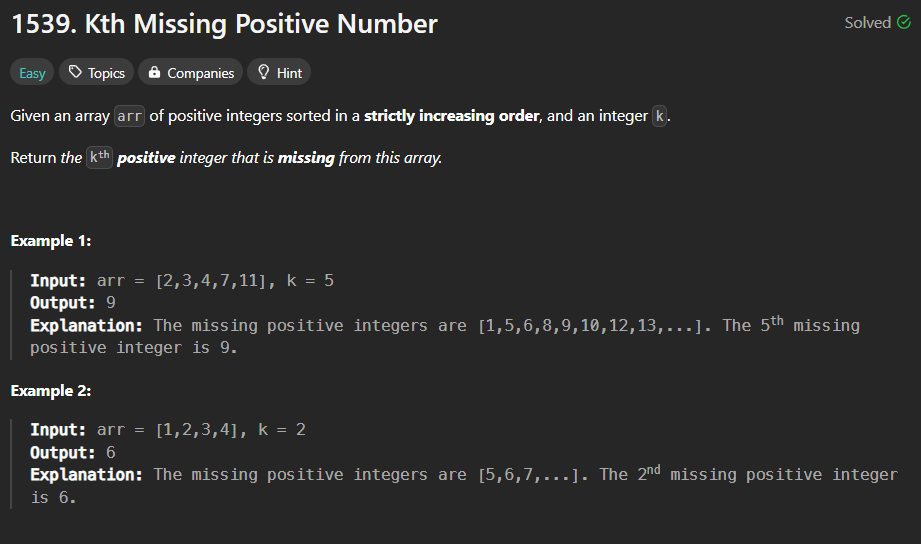 1539. Kth Missing Positive Number
Solved
Easy Topics Companies Hint
Given an array arr of positive integers sorted in a strictly increasing order, and an integer k.
Return the kth positive integer that is missing from this array.
Example 1:
Input: arr = [2,3,4,7,11], k = 5
Output: 9
Explanation: The missing positive integers are [1,5,6,8,9,10,12,13,...]. The 5th missing
positive integer is 9.
Example 2:
Input: arr = [1,2,3,4], k = 2
Output: 6
Explanation: The missing positive integers are [5,6,7,...]. The 2nd missing positive integer
is 6.